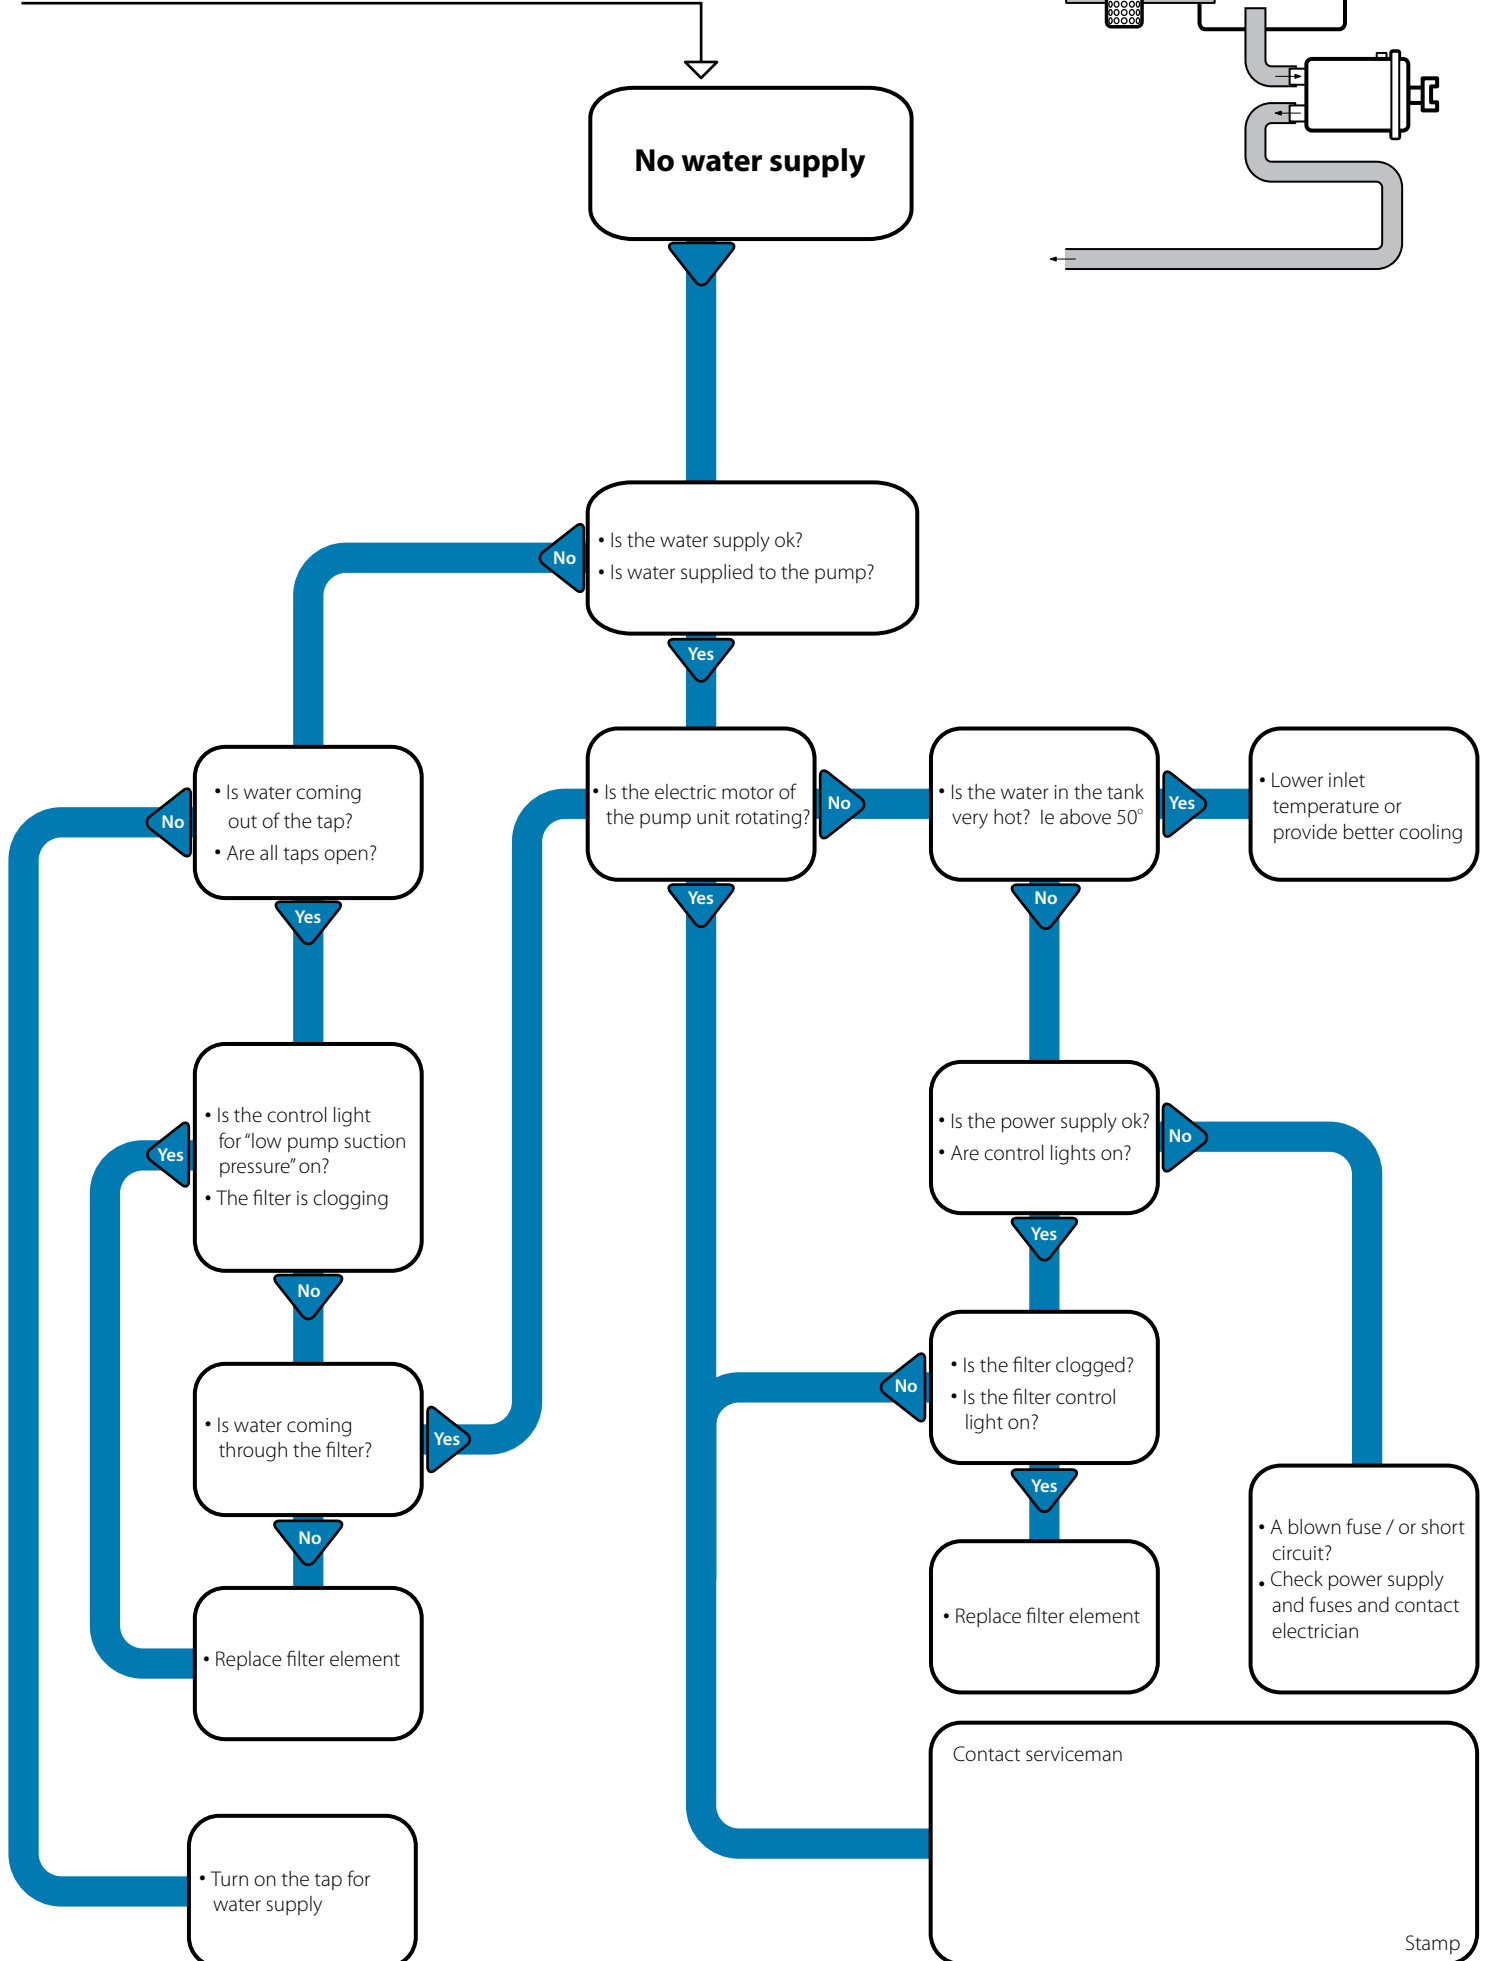 No water supply
No
• Is the water supply ok?
• Is water supplied to the pump?
Yes
No
• Is water coming
out of the tap?
• Are all taps open?
Yes
• Is the electric motor of
the pump unit rotating?
No
Yes
• Is the water in the tank
very hot? Ie above 50°
Yes
No
• Lower inlet
temperature or
provide better cooling
Yes
• Is the control light
for “low pump suction
pressure” on?
• The filter is clogging
No
• Is the power supply ok?
• Are control lights on?
No
Yes
• Is water coming
through the filter?
Yes
No
No
• Is the filter clogged?
• Is the filter control
light on?
Yes
• Replace filter element
• Replace filter element
• A blown fuse / or short
circuit?
• Check power supply
and fuses and contact
electrician
• Turn on the tap for
water supply
Contact serviceman
Stamp